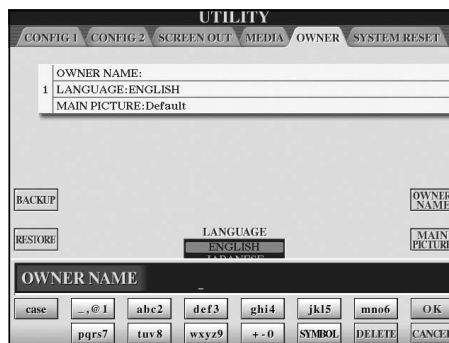 UTILITY
CONFIG 1 CONFIG 2 SCREEN OUT MEDIA OWNER SYSTEM RESET
OWNER NAME:
1 LANGUAGE:ENGLISH
MAIN PICTURE:Default
BACKUP
OWNER
NAME
RESTORE
LANGUAGE
ENGLISH
JAPANESE
MAIN
PICTURE
OWNER NAME _
case _,@1 abc2 def3 ghi4 jkl5 mno6 OK
pqrs7 tuv8 wxyz9 +-0 SYMBOL DELETE CANCEL